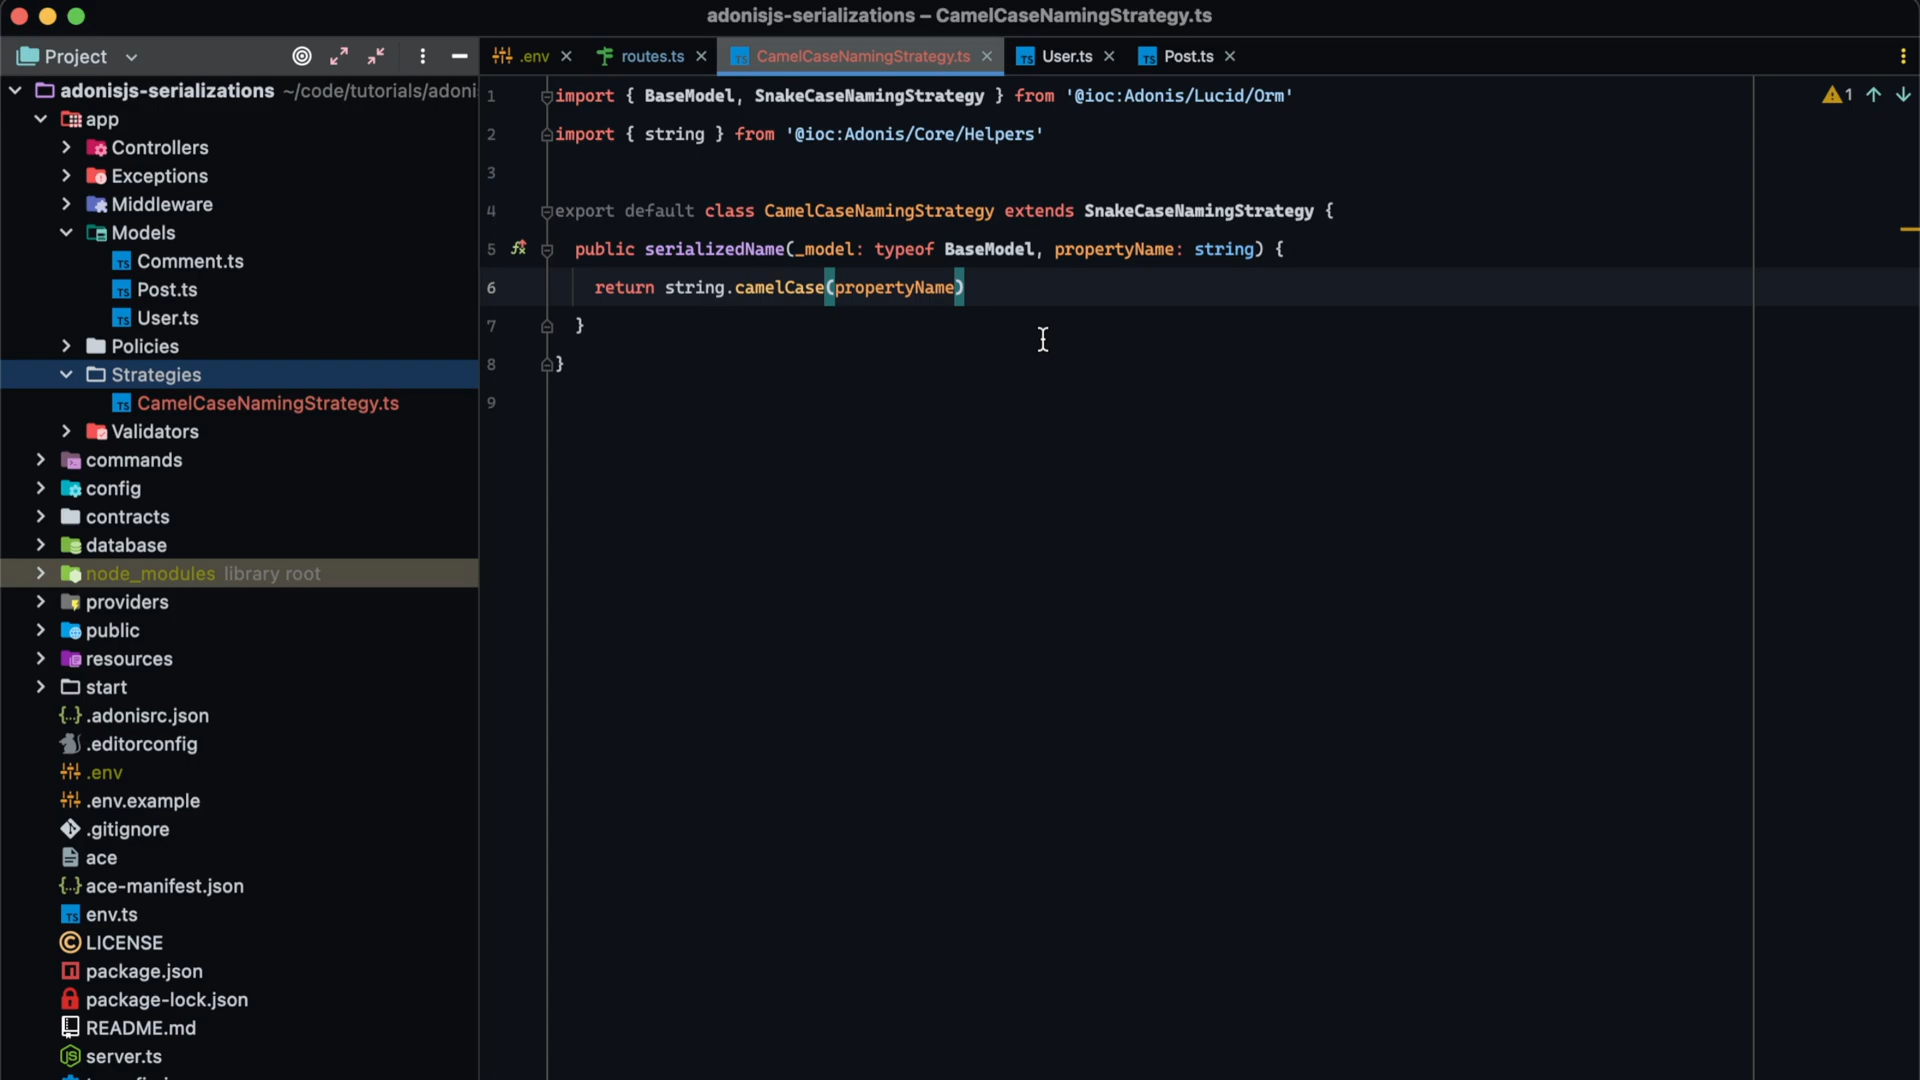 adonisjs-serializations – CamelCaseNamingStrategy.ts
Project
.env
routes.ts
CamelCaseNamingStrategy.ts
User.ts
Post.ts
adonisjs-serializations ~/code/tutorials/adoni
app
Controllers
Exceptions
Middleware
Models
Comment.ts
Post.ts
User.ts
Policies
Strategies
CamelCaseNamingStrategy.ts
Validators
commands
config
contracts
database
node_modules library root
providers
public
resources
start
.adonisrc.json
.editorconfig
.env
.env.example
.gitignore
ace
ace-manifest.json
env.ts
LICENSE
package.json
package-lock.json
README.md
server.ts
1 import { BaseModel, SnakeCaseNamingStrategy } from '@ioc:Adonis/Lucid/Orm'
2 import { string } from '@ioc:Adonis/Core/Helpers'
3
4 export default class CamelCaseNamingStrategy extends SnakeCaseNamingStrategy {
5 public serializedName(_model: typeof BaseModel, propertyName: string) {
6 return string.camelCase(propertyName)
7 }
8 }
9
1